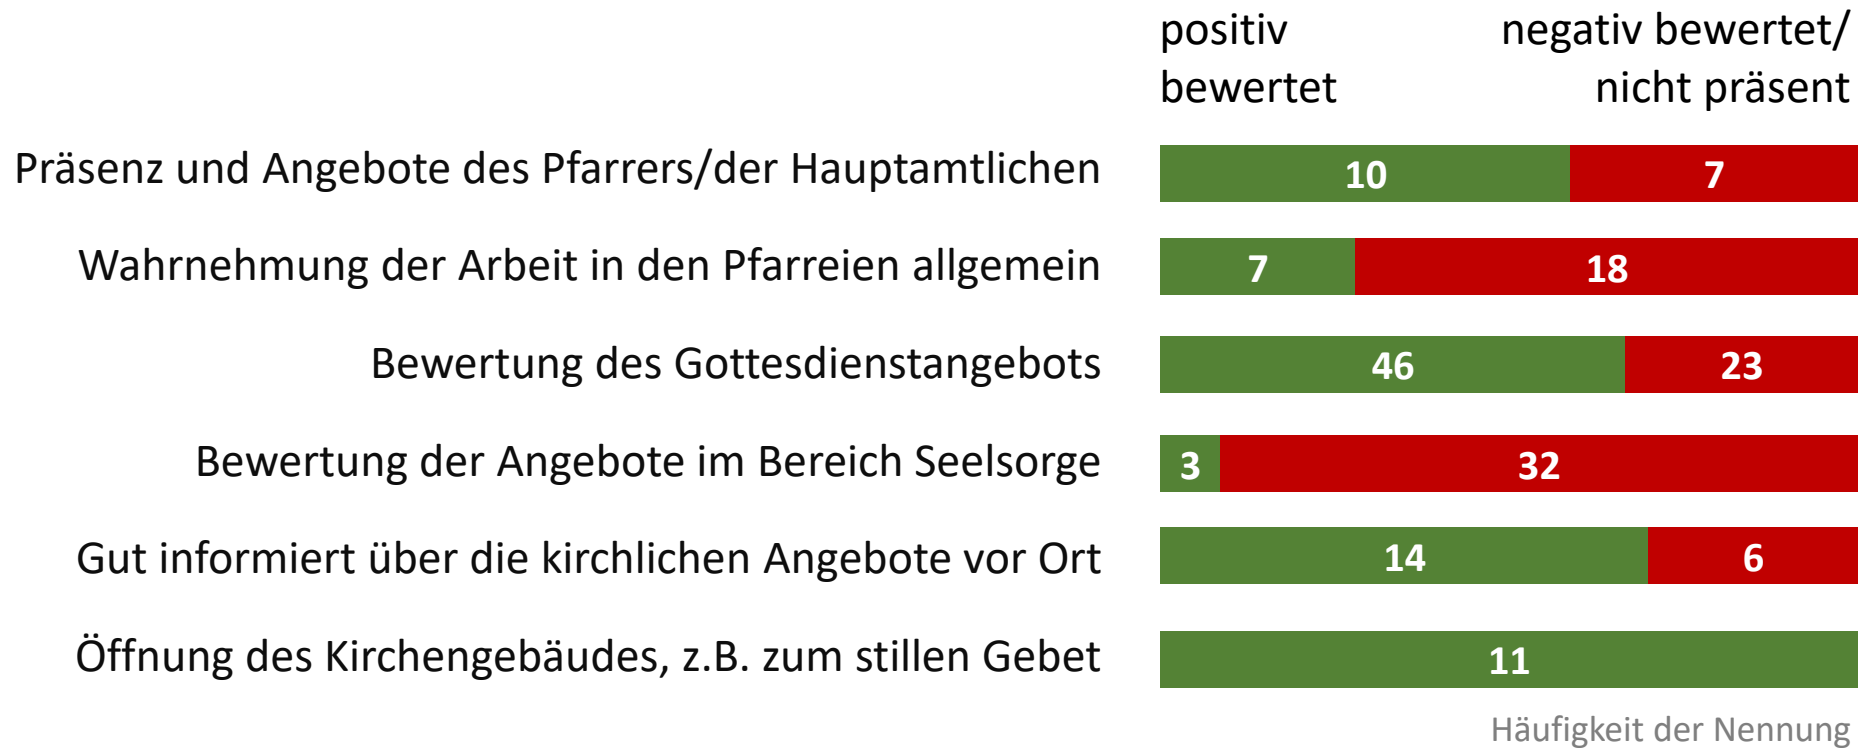 positiv negativ bewertet/
bewertet nicht präsent
Präsenz und Angebote des Pfarrers/der Hauptamtlichen 10 7
Wahrnehmung der Arbeit in den Pfarreien allgemein 7 18
Bewertung des Gottesdienstangebots 46 23
Bewertung der Angebote im Bereich Seelsorge 3 32
Gut informiert über die kirchlichen Angebote vor Ort 14 6
Öffnung des Kirchengebäudes, z.B. zum stillen Gebet 11
Häufigkeit der Nennung